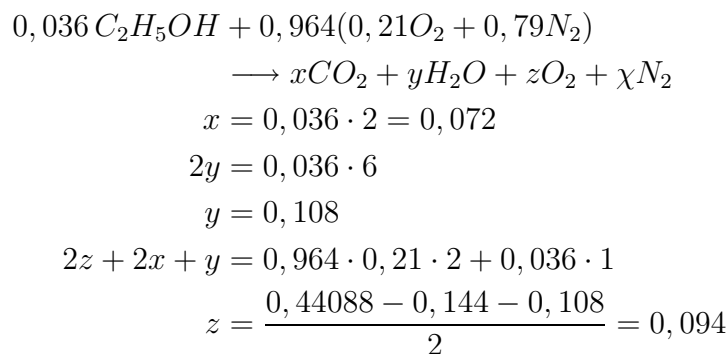 0,036 C₂H₅OH + 0,964(0,21O₂ + 0,79N₂)
⟶ xCO₂ + yH₂O + zO₂ + χN₂
x = 0,036 · 2 = 0,072
2y = 0,036 · 6
y = 0,108
2z + 2x + y = 0,964 · 0,21 · 2 + 0,036 · 1
z = (0,44088 − 0,144 − 0,108)/2 = 0,094